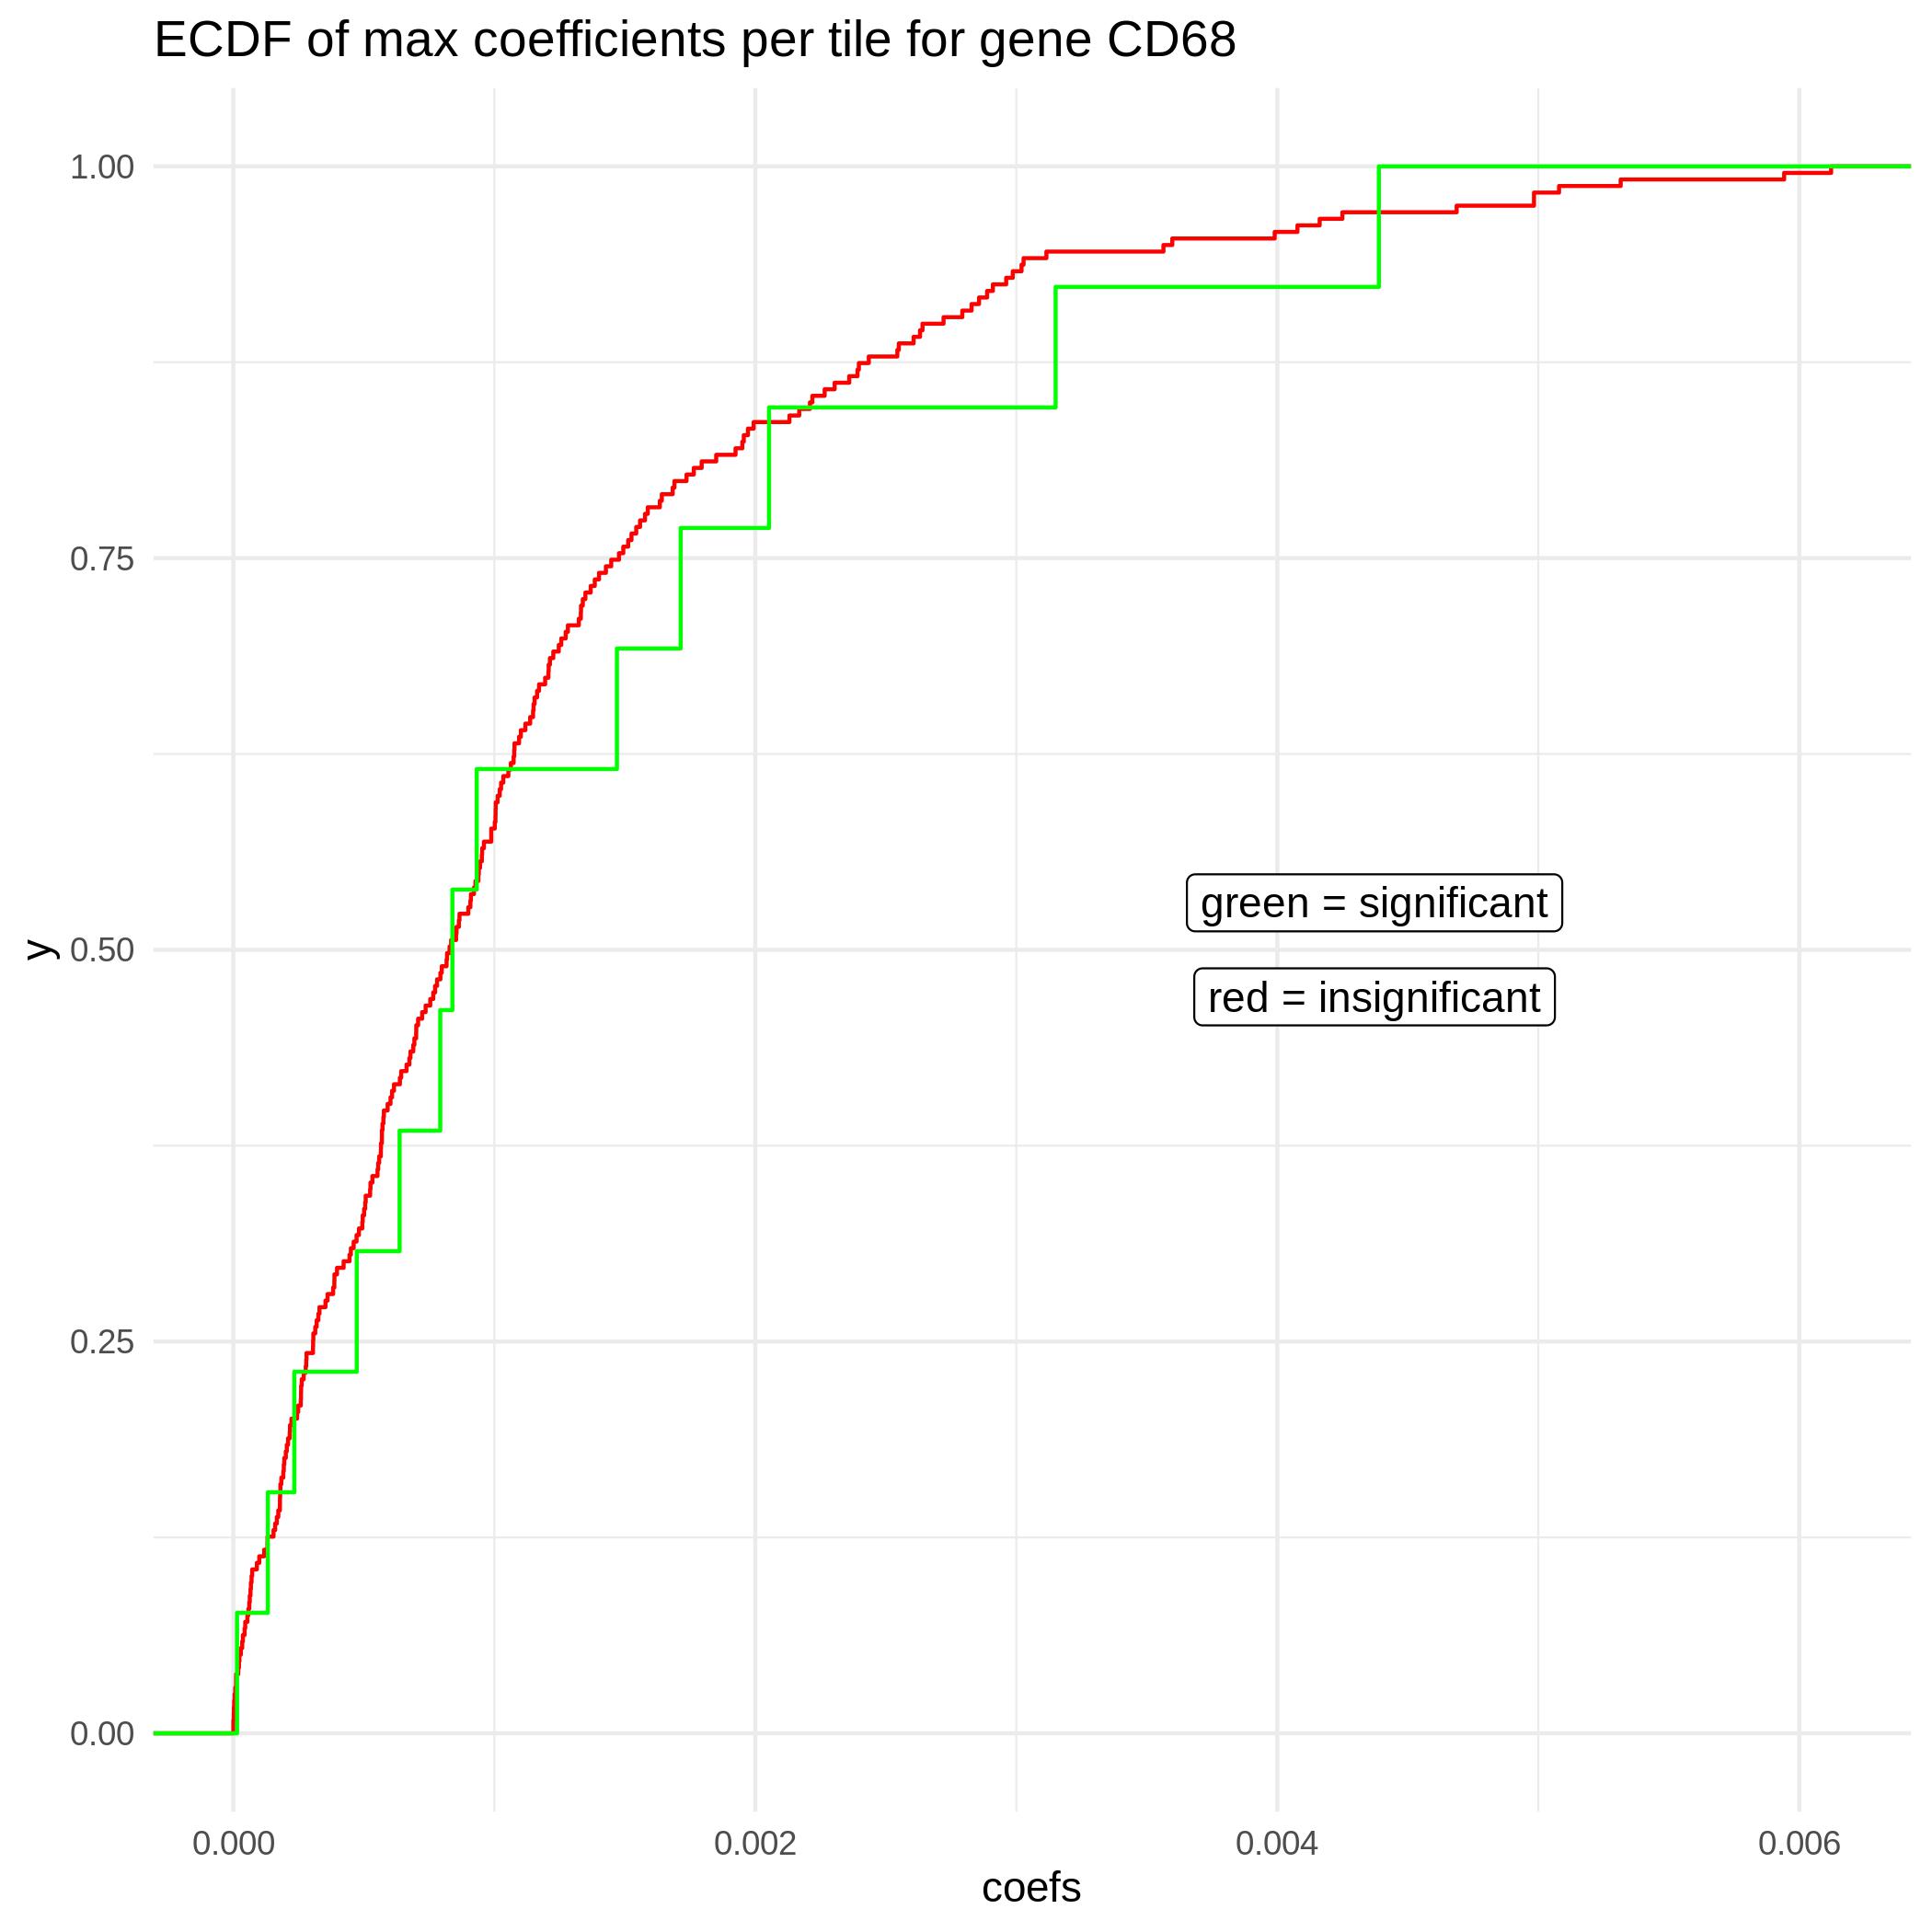 ECDF of max coefficients per tile for gene CD68
1.00
0.75
0.50
0.25
0.00
y
green = significant
red = insignificant
0.000 0.002 0.004 0.006
coefs